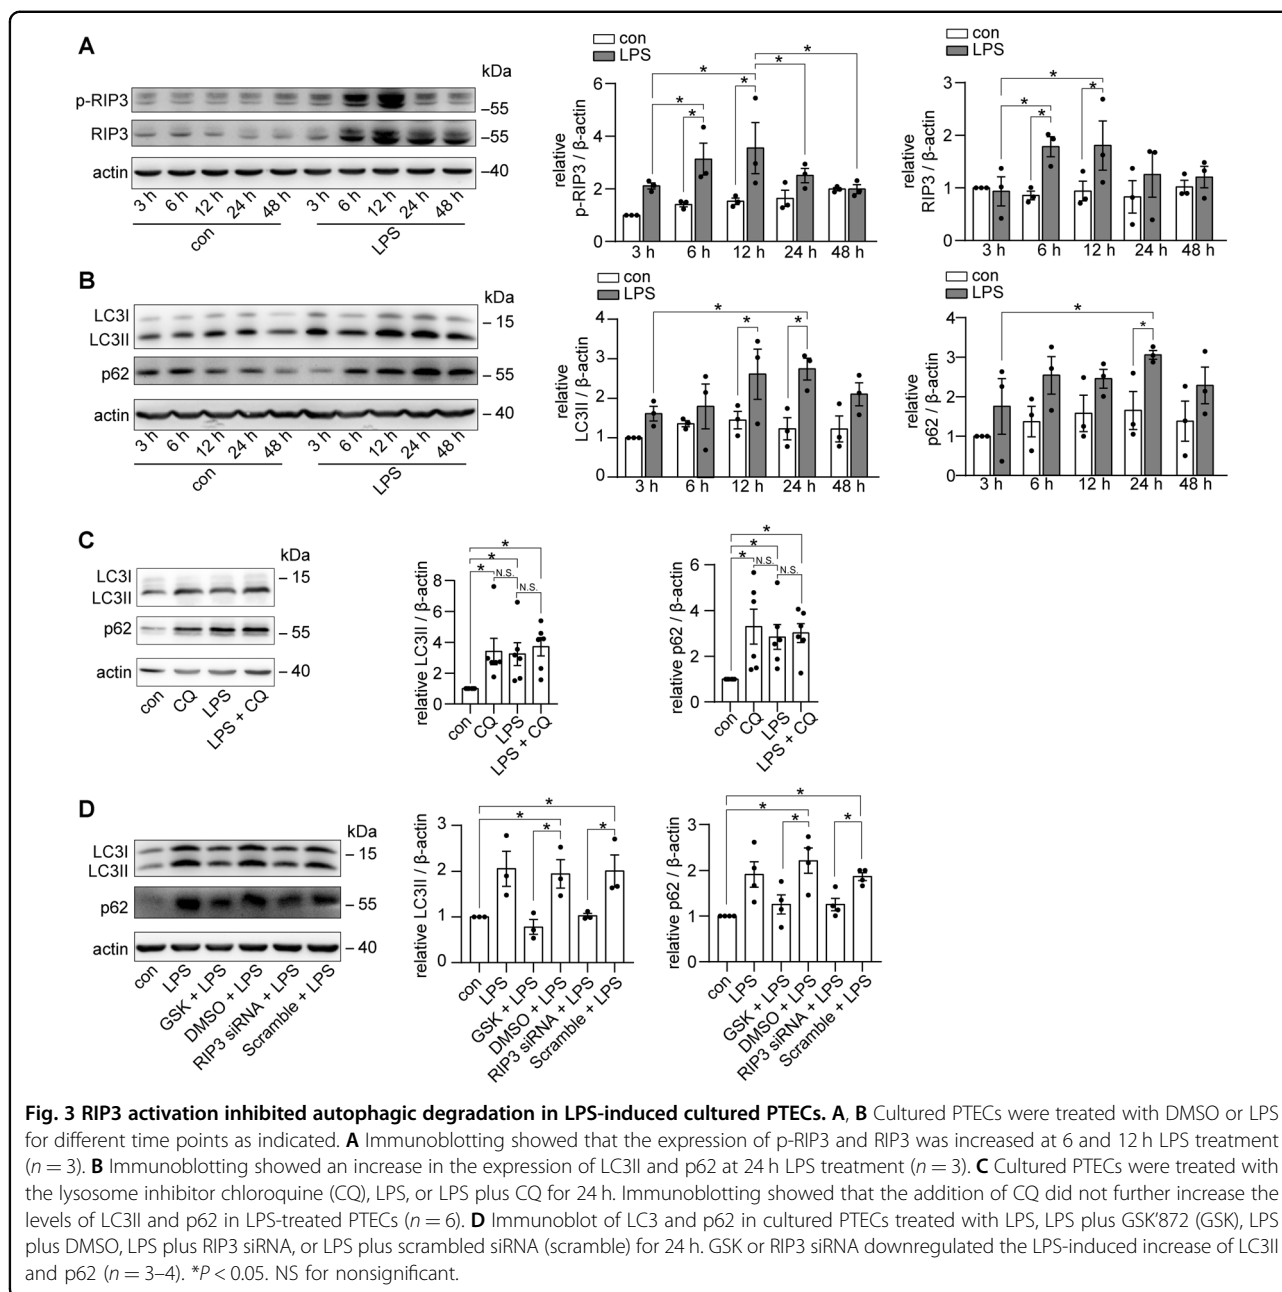 A
kDa
p-RIP3
–55
RIP3
–55
actin
–40
3 h 6 h 12 h 24 h 48 h 3 h 6 h 12 h 24 h 48 h
con LPS
con
LPS
relative
p-RIP3 / β-actin
6
4
2
0
* * * * * *
3 h 6 h 12 h 24 h 48 h
con
LPS
relative
RIP3 / β-actin
3
2
1
0
* * * *
3 h 6 h 12 h 24 h 48 h
B
kDa
LC3I
– 15
LC3II
p62
– 55
actin
– 40
3 h 6 h 12 h 24 h 48 h 3 h 6 h 12 h 24 h 48 h
con LPS
con
LPS
relative
LC3II / β-actin
4
3
2
1
0
* * *
3 h 6 h 12 h 24 h 48 h
con
LPS
relative
p62 / β-actin
4
3
2
1
0
* *
3 h 6 h 12 h 24 h 48 h
C
kDa
LC3I
– 15
LC3II
p62
– 55
actin
– 40
con CQ LPS LPS + CQ
relative LC3II / β-actin
8
6
4
2
0
* * * N.S. N.S.
con CQ LPS LPS + CQ
relative p62 / β-actin
6
4
2
0
* * * N.S. N.S.
con CQ LPS LPS + CQ
D
kDa
LC3I
– 15
LC3II
p62
– 55
actin
– 40
con LPS GSK + LPS DMSO + LPS RIP3 siRNA + LPS Scramble + LPS
relative LC3II / β-actin
3
2
1
0
* * * *
con LPS GSK + LPS DMSO + LPS RIP3 siRNA + LPS Scramble + LPS
relative p62 / β-actin
3
2
1
0
* * * *
con LPS GSK + LPS DMSO + LPS RIP3 siRNA + LPS Scramble + LPS
Fig. 3 RIP3 activation inhibited autophagic degradation in LPS-induced cultured PTECs. A, B Cultured PTECs were treated with DMSO or LPS
for different time points as indicated. A Immunoblotting showed that the expression of p-RIP3 and RIP3 was increased at 6 and 12 h LPS treatment
(n = 3). B Immunoblotting showed an increase in the expression of LC3II and p62 at 24 h LPS treatment (n = 3). C Cultured PTECs were treated with
the lysosome inhibitor chloroquine (CQ), LPS, or LPS plus CQ for 24 h. Immunoblotting showed that the addition of CQ did not further increase the
levels of LC3II and p62 in LPS-treated PTECs (n = 6). D Immunoblot of LC3 and p62 in cultured PTECs treated with LPS, LPS plus GSK′872 (GSK), LPS
plus DMSO, LPS plus RIP3 siRNA, or LPS plus scrambled siRNA (scramble) for 24 h. GSK or RIP3 siRNA downregulated the LPS-induced increase of LC3II
and p62 (n = 3–4). *P < 0.05. NS for nonsignificant.